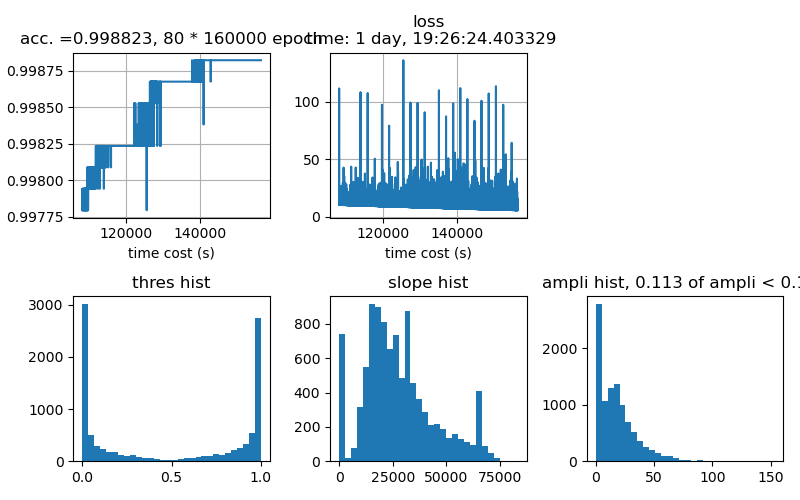 acc. =0.998823, 80 * 160000 epoch
loss
time: 1 day, 19:26:24.403329
0.99875
0.99850
0.99825
0.99800
0.99775
120000 140000
time cost (s)
100
50
0
120000 140000
time cost (s)
thres hist
3000
2000
1000
0
0.0 0.5 1.0
slope hist
800
600
400
200
0
0 25000 50000 75000
ampli hist, 0.113 of ampli < 0.1
2000
1000
0
0 50 100 150